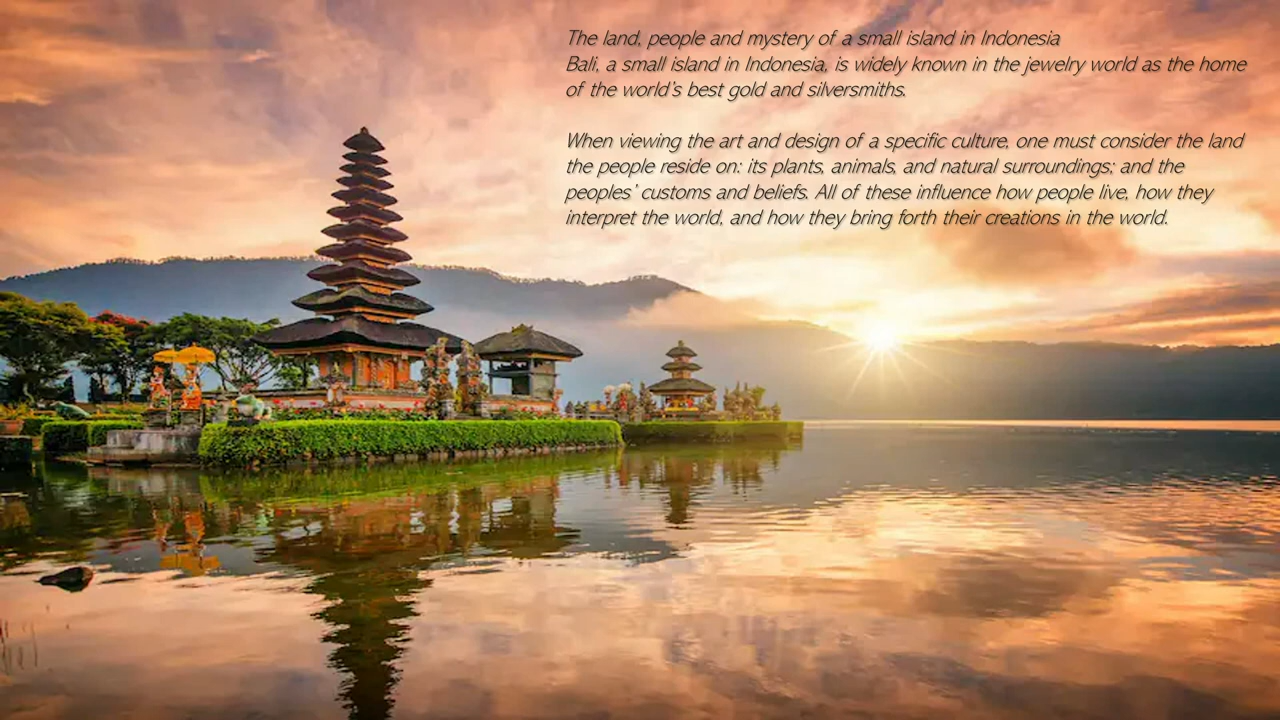 The land, people and mystery of a small island in Indonesia
Bali, a small island in Indonesia, is widely known in the jewelry world as the home
of the world's best gold and silversmiths.
When viewing the art and design of a specific culture, one must consider the land
the people reside on: its plants, animals, and natural surroundings; and the
peoples' customs and beliefs. All of these influence how people live, how they
interpret the world, and how they bring forth their creations in the world.